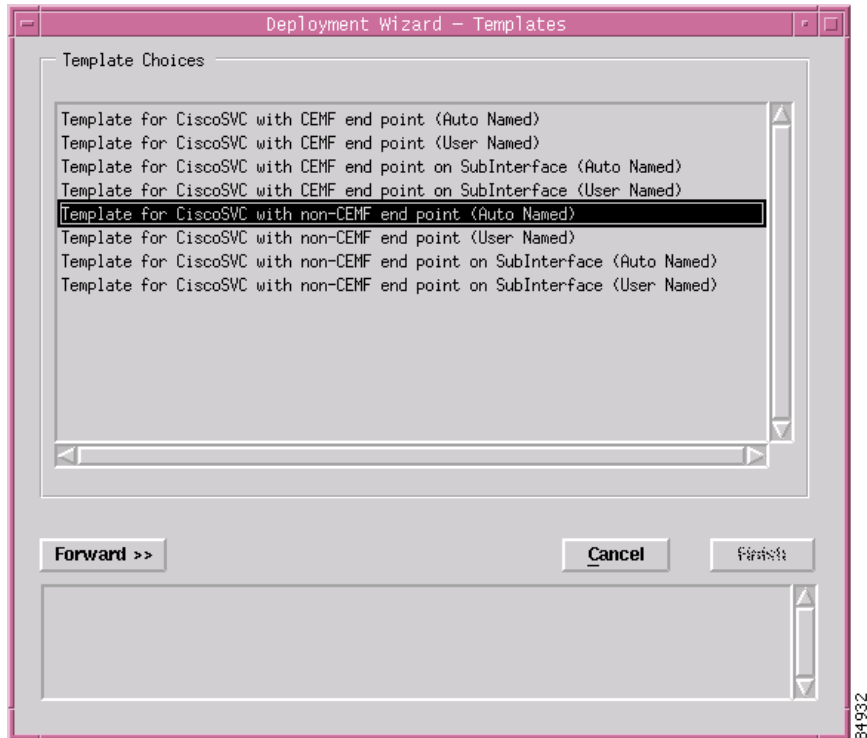 Deployment Wizard – Templates
Template Choices
Template for CiscoSVC with CEMF end point (Auto Named)
Template for CiscoSVC with CEMF end point (User Named)
Template for CiscoSVC with CEMF end point on SubInterface (Auto Named)
Template for CiscoSVC with CEMF end point on SubInterface (User Named)
Template for CiscoSVC with non-CEMF end point (Auto Named)
Template for CiscoSVC with non-CEMF end point (User Named)
Template for CiscoSVC with non-CEMF end point on SubInterface (Auto Named)
Template for CiscoSVC with non-CEMF end point on SubInterface (User Named)
Forward >>
Cancel
Finish
84932